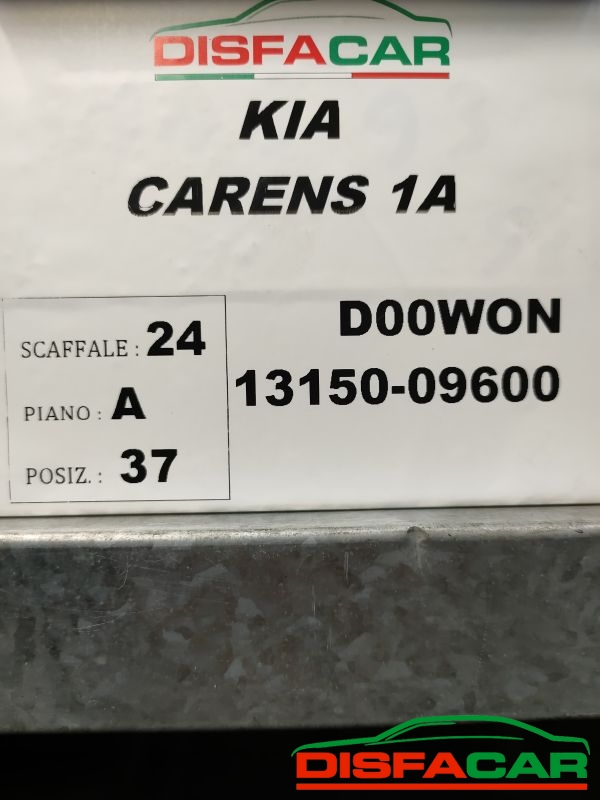 DISFACAR
KIA
CARENS 1A
D00WON
13150-09600
SCAFFALE : 24
PIANO : A
POSIZ. : 37
DISFACAR